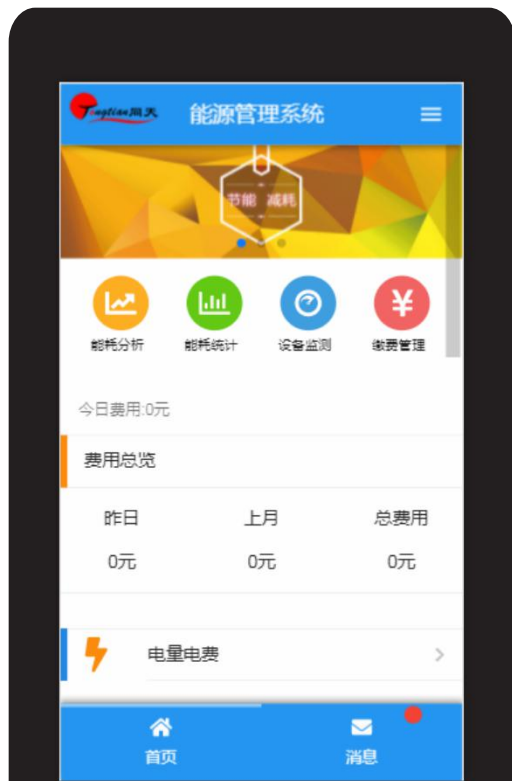 Tongtian同天
能源管理系统
节能 减耗
能耗分析 能耗统计 设备监测 缴费管理
今日费用:0元
费用总览
昨日 上月 总费用
0元 0元 0元
电量电费
首页 消息